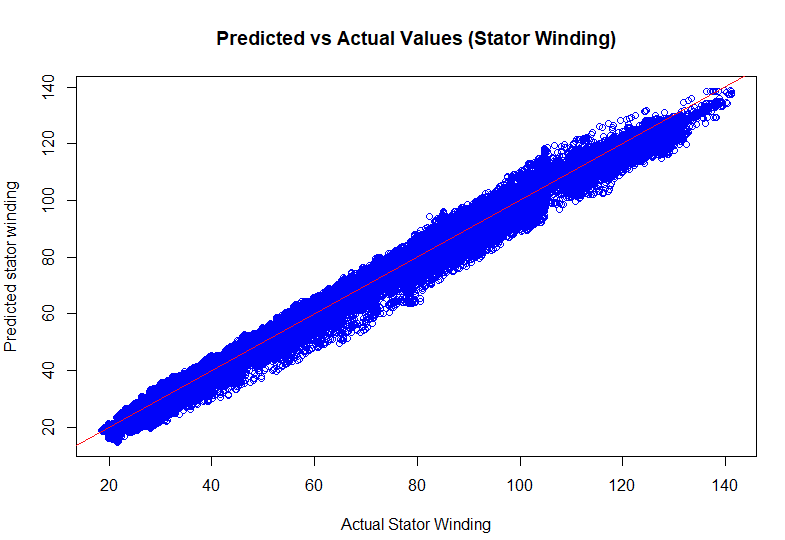 Predicted vs Actual Values (Stator Winding)
Predicted stator winding
140
120
100
80
60
40
20
20 40 60 80 100 120 140
Actual Stator Winding